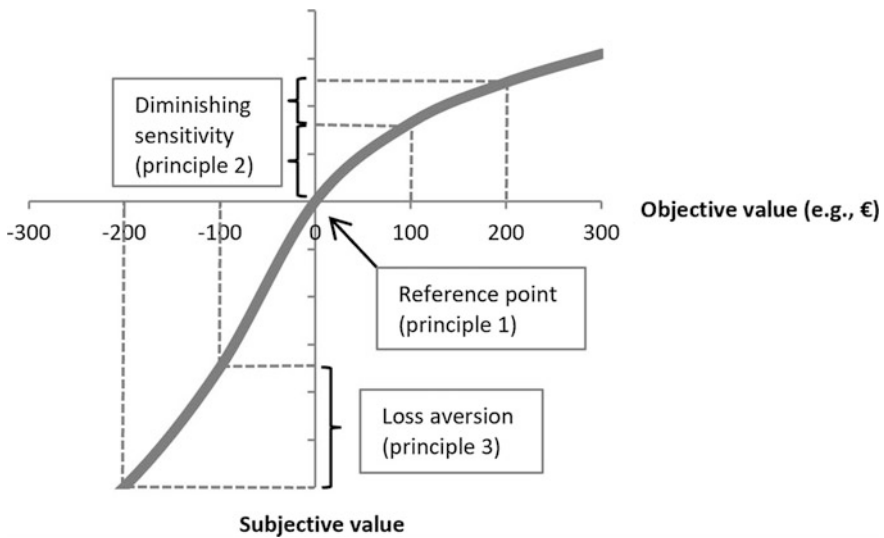 Diminishing
sensitivity
(principle 2)
Objective value (e.g., €)
-300 -200 -100 0 100 200 300
Reference point
(principle 1)
Loss aversion
(principle 3)
Subjective value